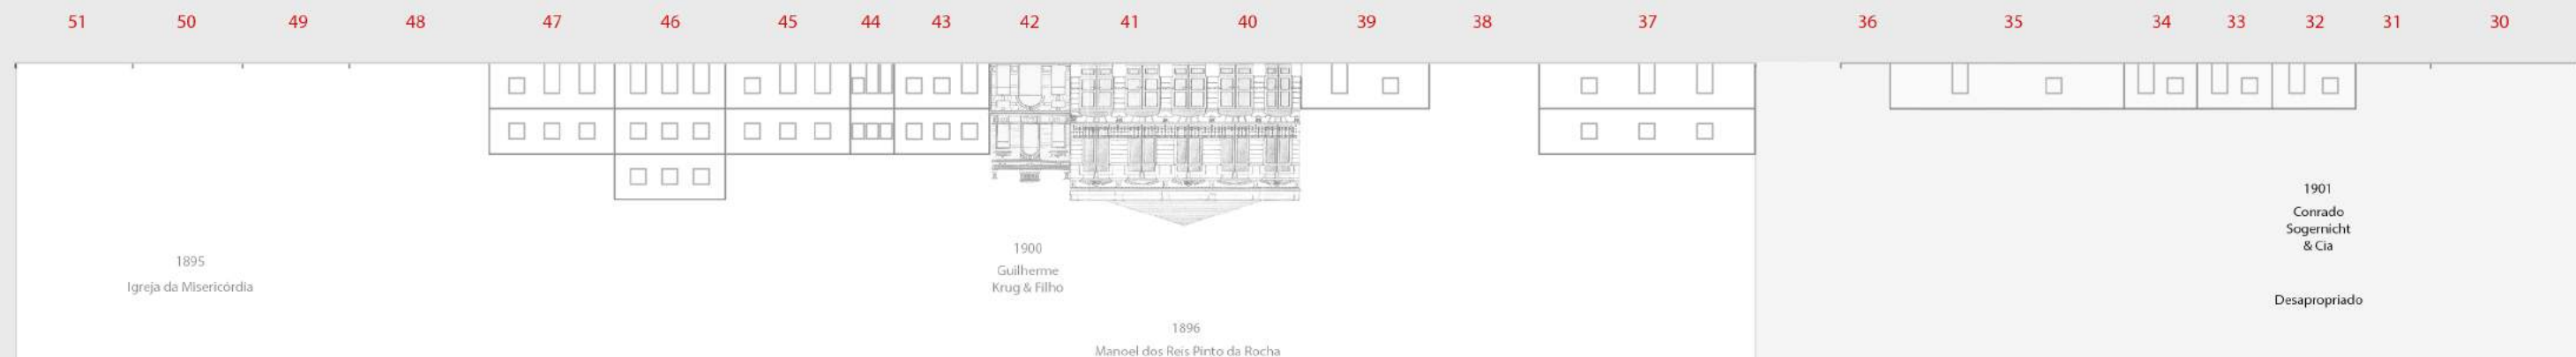 51 50 49 48 47 46 45 44 43 42 41 40 39 38 37 36 35 34 33 32 31 30
1895
Igreja da Misericórdia
1900
Guilherme
Krug & Filho
1896
Manoel dos Reis Pinto da Rocha
1901
Conrado
Sogernicht
& Cia
Desapropriado